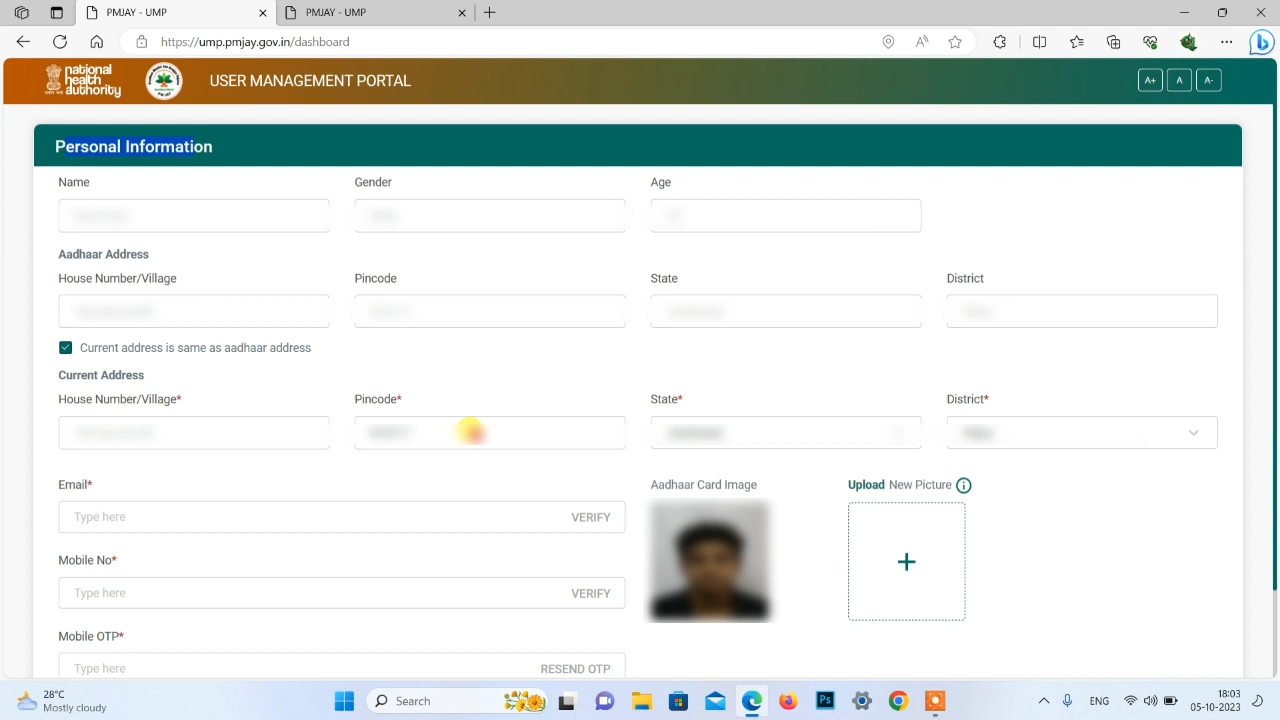 PMJAY - UMP
PMJAY - UMP
https://ump.pmjay.gov.in/dashboard
national
health
authority
USER MANAGEMENT PORTAL
A+ A A-
Personal Information
Name Gender Age
Aadhaar Address
House Number/Village Pincode State District
Current address is same as aadhaar address
Current Address
House Number/Village* Pincode* State* District*
Email* Aadhaar Card Image Upload New Picture
Type here VERIFY
Mobile No*
Type here VERIFY
Mobile OTP*
Type here RESEND OTP
28°C
Mostly cloudy
Search
Ps
ENG
18:03
05-10-2023